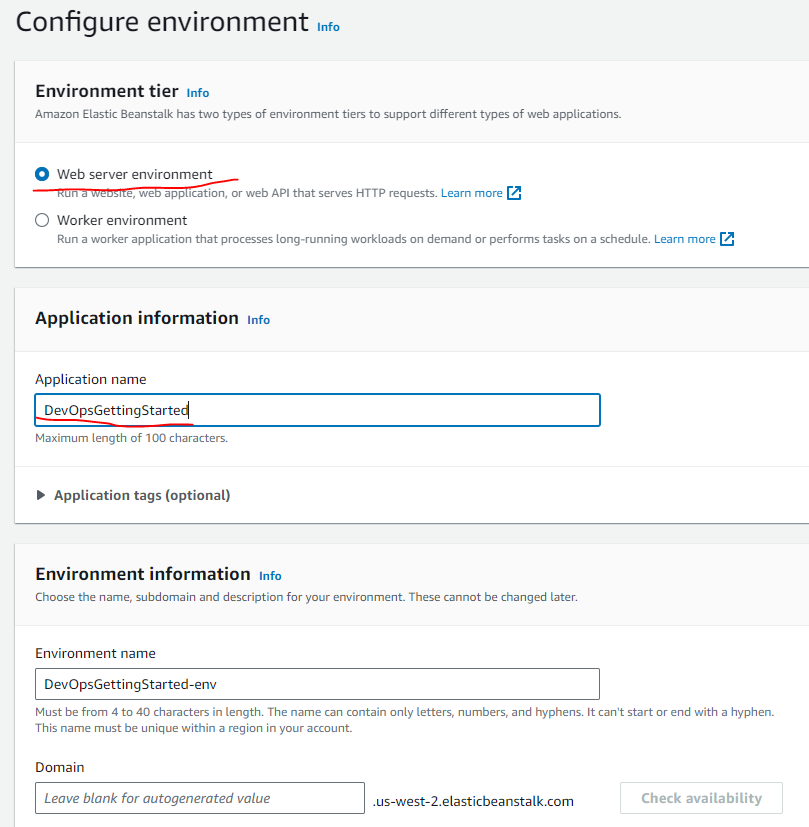 Configure environment Info
Environment tier Info
Amazon Elastic Beanstalk has two types of environment tiers to support different types of web applications.
Web server environment
Run a website, web application, or web API that serves HTTP requests. Learn more
Worker environment
Run a worker application that processes long-running workloads on demand or performs tasks on a schedule. Learn more
Application information Info
Application name
DevOpsGettingStarted
Maximum length of 100 characters.
Application tags (optional)
Environment information Info
Choose the name, subdomain and description for your environment. These cannot be changed later.
Environment name
DevOpsGettingStarted-env
Must be from 4 to 40 characters in length. The name can contain only letters, numbers, and hyphens. It can't start or end with a hyphen.
This name must be unique within a region in your account.
Domain
Leave blank for autogenerated value .us-west-2.elasticbeanstalk.com Check availability